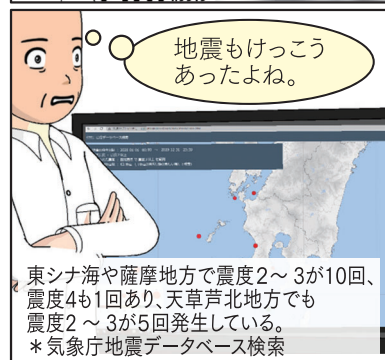 地震もけっこう
あったよね。
東シナ海や薩摩地方で震度2～3が10回、
震度4も1回あり、天草芦北地方でも
震度2～3が5回発生している。
＊気象庁地震データベース検索